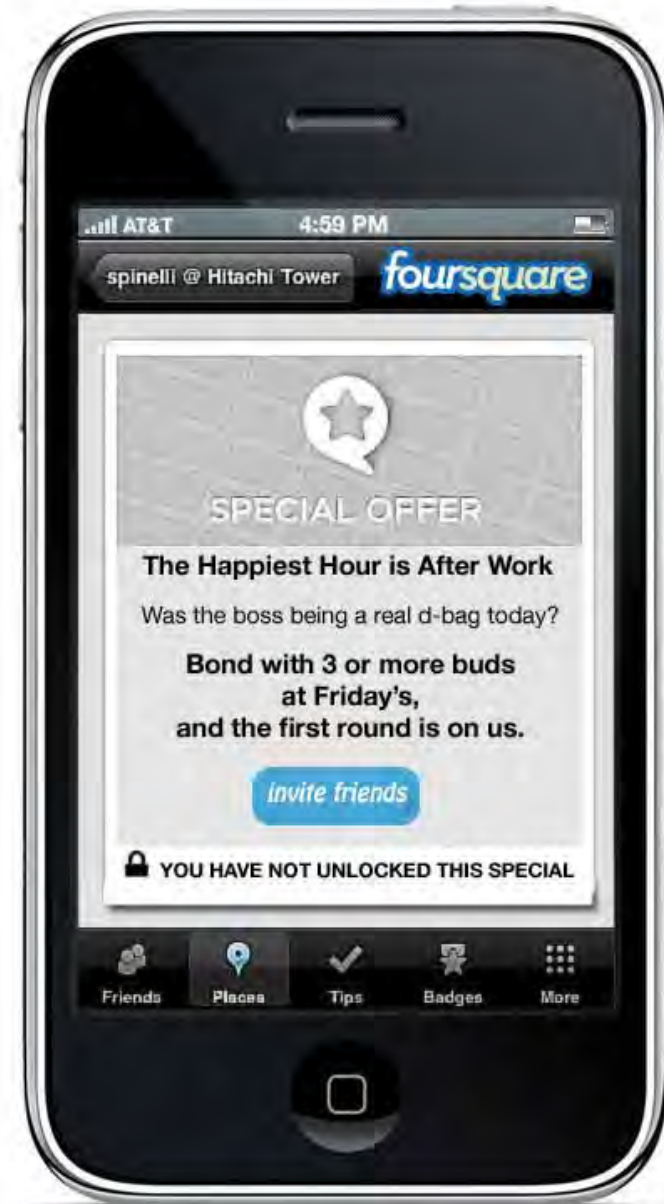 AT&T 4:59 PM
spinelli @ Hitachi Tower foursquare
SPECIAL OFFER
The Happiest Hour is After Work
Was the boss being a real d-bag today?
Bond with 3 or more buds
at Friday's,
and the first round is on us.
invite friends
YOU HAVE NOT UNLOCKED THIS SPECIAL
Friends Places Tips Badges More